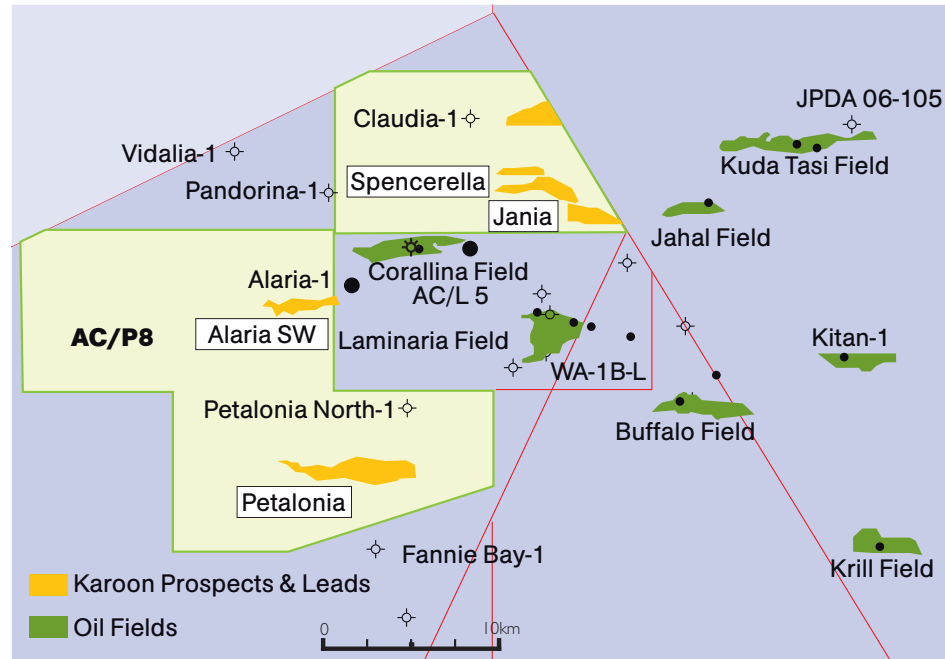 JPDA 06-105
Claudia-1
Vidalia-1
Kuda Tasi Field
Pandorina-1
Spencerella
Jania
Jahal Field
Alaria-1
Corallina Field
AC/L 5
AC/P8
Alaria SW
Laminaria Field
Kitan-1
WA-1B-L
Petalonia North-1
Buffalo Field
Petalonia
Fannie Bay-1
Krill Field
Karoon Prospects & Leads
Oil Fields
0
10km